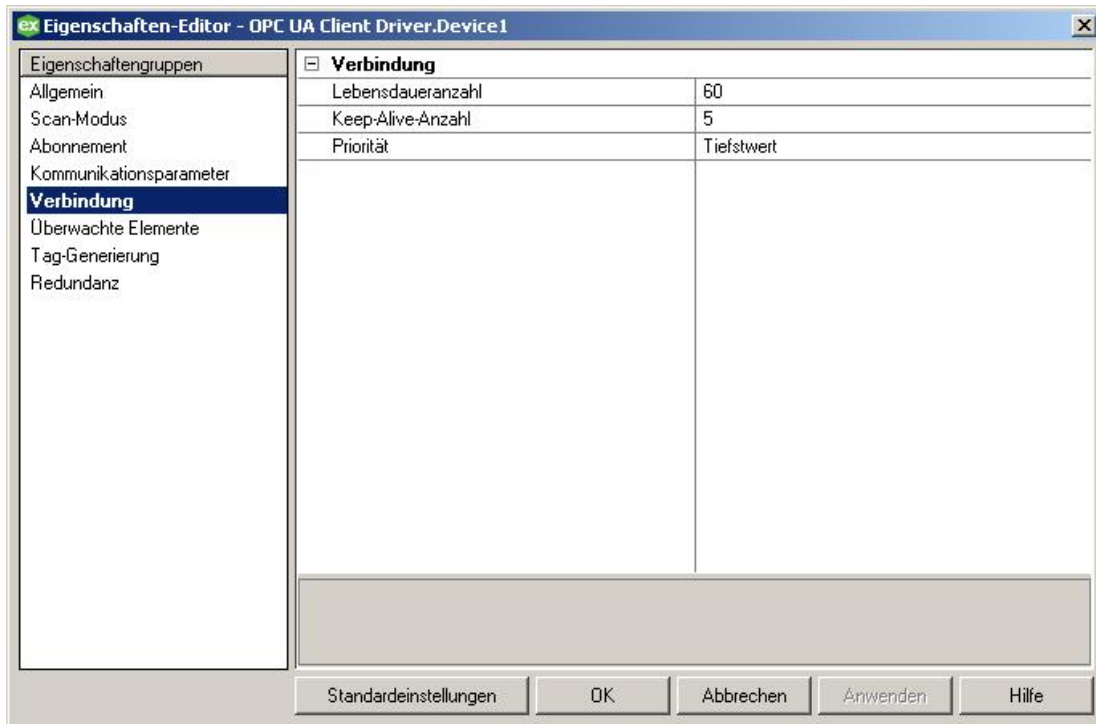 ex Eigenschaften-Editor - OPC UA Client Driver.Device1
Eigenschaftengruppen
Allgemein
Scan-Modus
Abonnement
Kommunikationsparameter
Verbindung
Überwachte Elemente
Tag-Generierung
Redundanz
Verbindung
Lebensdaueranzahl 60
Keep-Alive-Anzahl 5
Priorität Tiefstwert
Standardeinstellungen OK Abbrechen Anwenden Hilfe